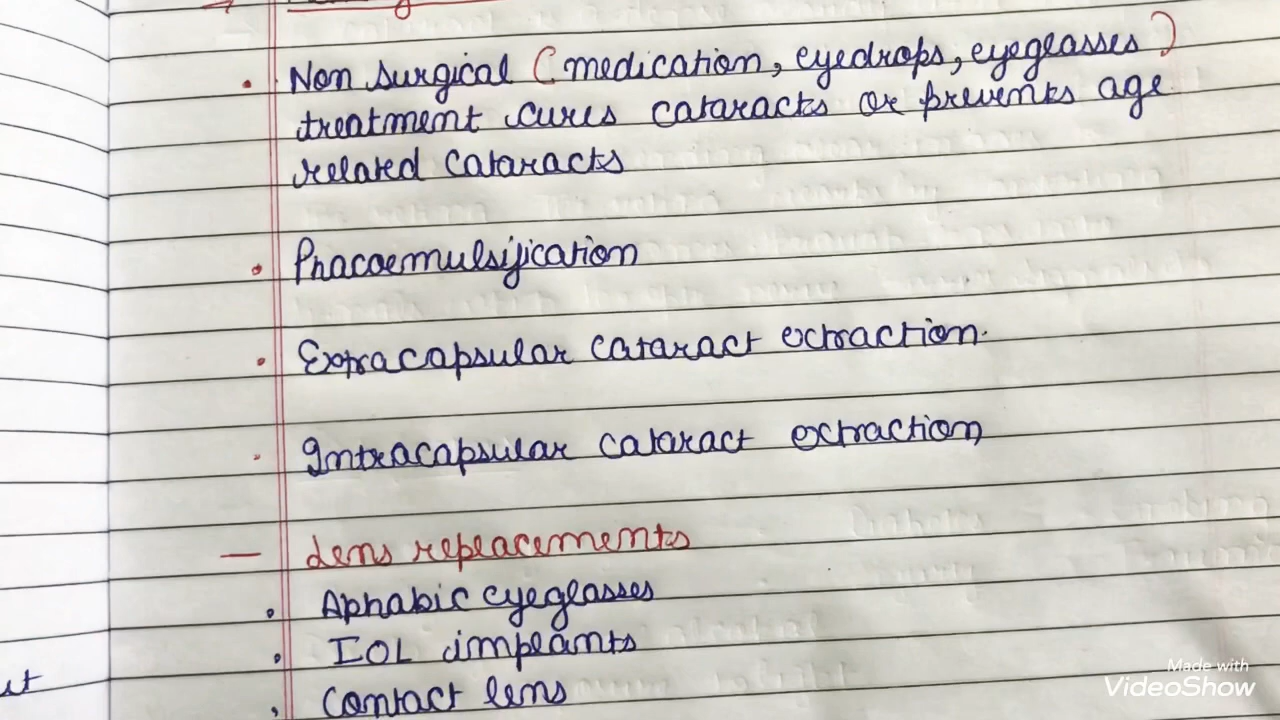 • Non surgical (medication, eyedrops, eyeglasses)
treatment cures cataracts or prevents age
related cataracts
• Phacoemulsification
• Extracapsular cataract extraction.
• Intracapsular cataract extraction
— Lens replacements
• Aphabic eyeglasses
• IOL implants
• Contact lens
Made with
VideoShow